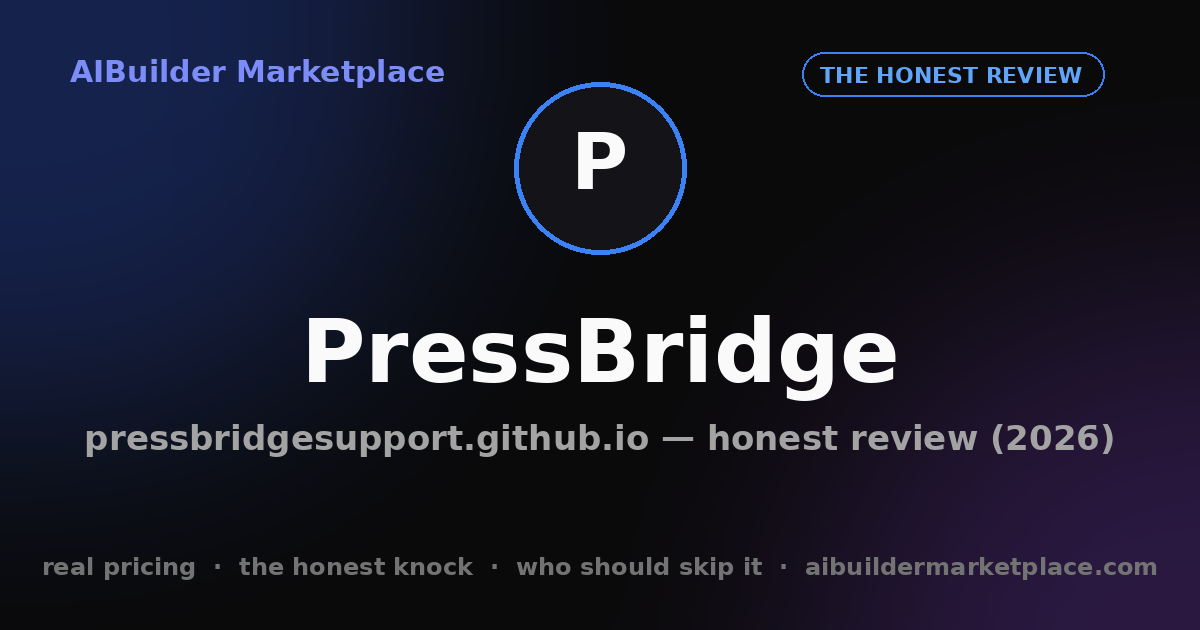 AIBuilder Marketplace
THE HONEST REVIEW
P
PressBridge
pressbridgesupport.github.io — honest review (2026)
real pricing · the honest knock · who should skip it · aibuildermarketplace.com